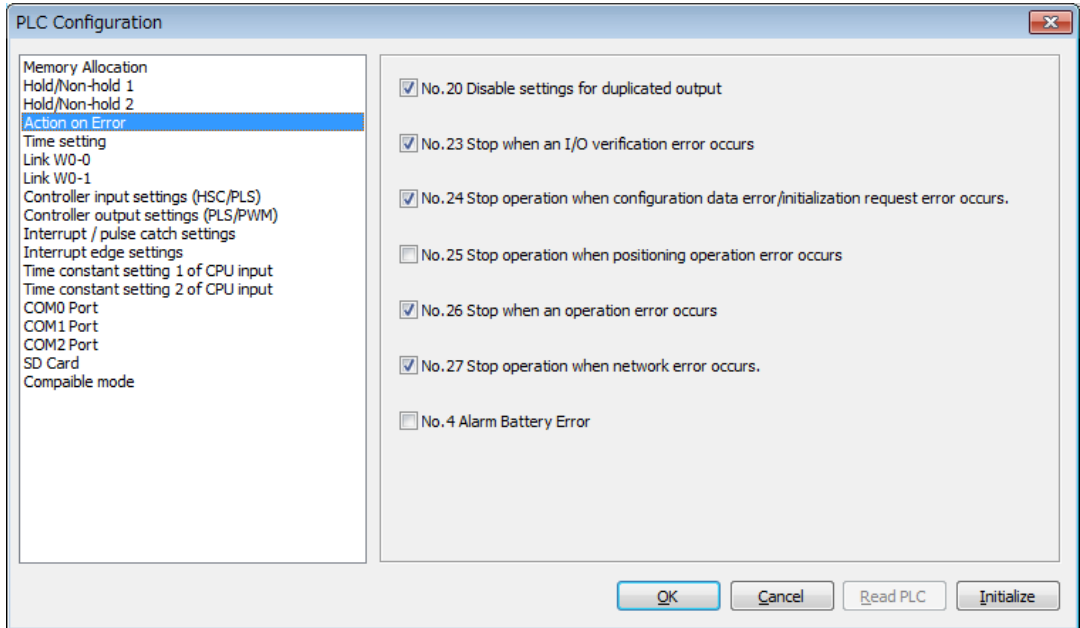 PLC Configuration
Memory Allocation
Hold/Non-hold 1
Hold/Non-hold 2
Action on Error
Time setting
Link W0-0
Link W0-1
Controller input settings (HSC/PLS)
Controller output settings (PLS/PWM)
Interrupt / pulse catch settings
Interrupt edge settings
Time constant setting 1 of CPU input
Time constant setting 2 of CPU input
COM0 Port
COM1 Port
COM2 Port
SD Card
Compaible mode
No.20 Disable settings for duplicated output
No.23 Stop when an I/O verification error occurs
No.24 Stop operation when configuration data error/initialization request error occurs.
No.25 Stop operation when positioning operation error occurs
No.26 Stop when an operation error occurs
No.27 Stop operation when network error occurs.
No.4 Alarm Battery Error
OK
Cancel
Read PLC
Initialize